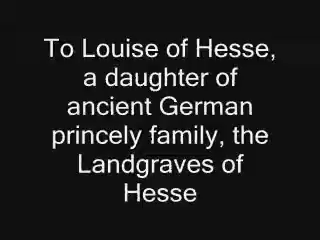 To Louise of Hesse,
a daughter of
ancient German
princely family, the
Landgraves of
Hesse